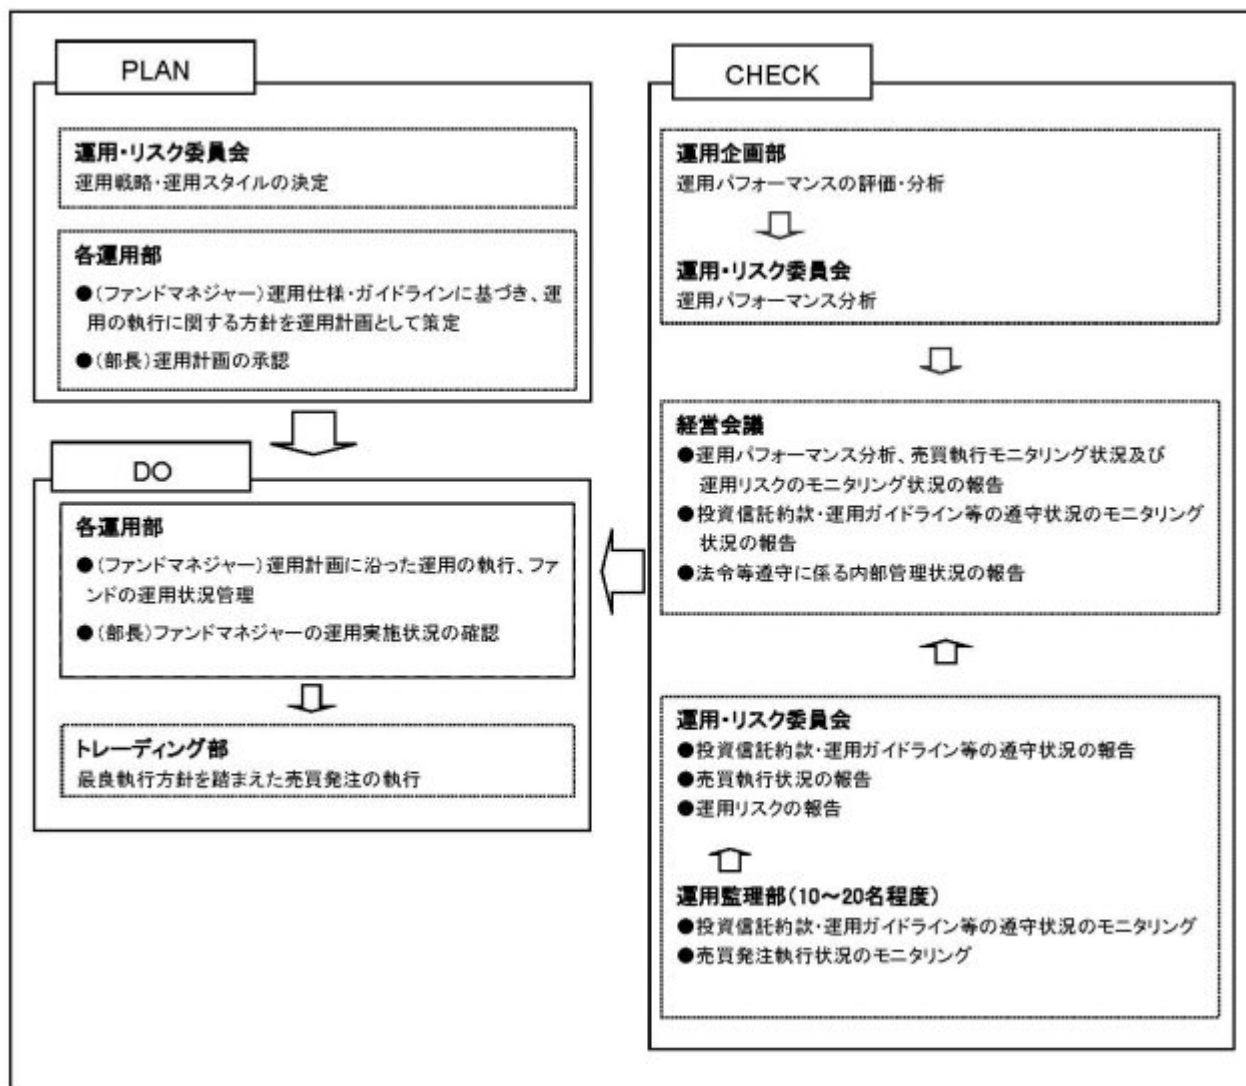 PLAN
運用・リスク委員会
運用戦略・運用スタイルの決定
各運用部
●(ファンドマネジャー)運用仕様・ガイドラインに基づき、運
用の執行に関する方針を運用計画として策定
●(部長)運用計画の承認
DO
各運用部
●(ファンドマネジャー)運用計画に沿った運用の執行、ファ
ンドの運用状況管理
●(部長)ファンドマネジャーの運用実施状況の確認
トレーディング部
最良執行方針を踏まえた売買発注の執行
CHECK
運用企画部
運用パフォーマンスの評価・分析
運用・リスク委員会
運用パフォーマンス分析
経営会議
●運用パフォーマンス分析、売買執行モニタリング状況及び
運用リスクのモニタリング状況の報告
●投資信託約款・運用ガイドライン等の遵守状況のモニタリング
状況の報告
●法令等遵守に係る内部管理状況の報告
運用・リスク委員会
●投資信託約款・運用ガイドライン等の遵守状況の報告
●売買執行状況の報告
●運用リスクの報告
運用監理部(10～20名程度)
●投資信託約款・運用ガイドライン等の遵守状況のモニタリング
●売買発注執行状況のモニタリング